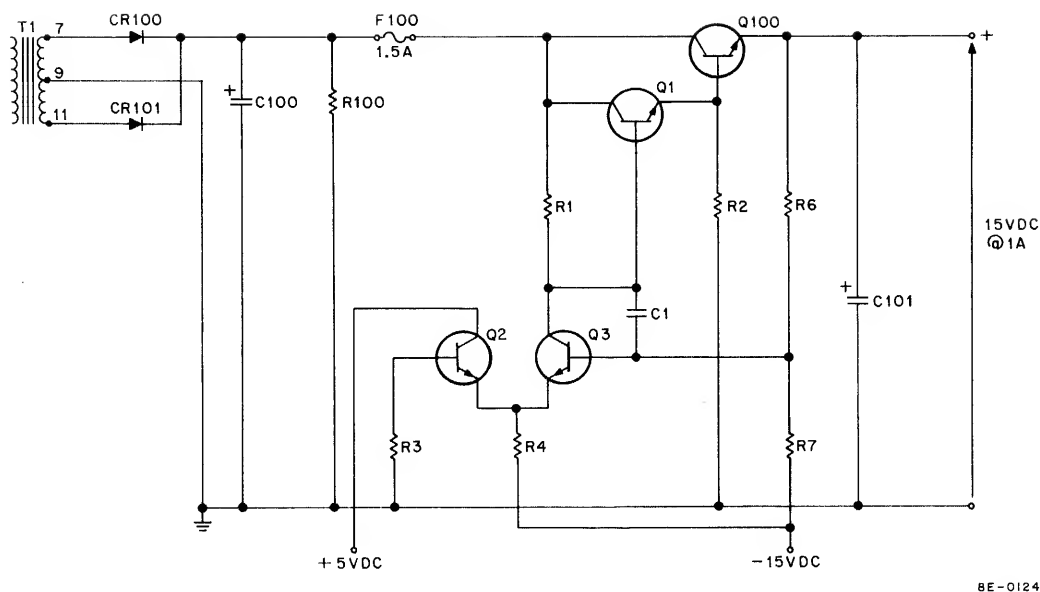 T1
7
9
11
CR100
CR101
C100
+
R100
F100
1.5A
Q100
Q1
R1
R2
R6
C1
Q2
Q3
R3
R4
R7
+
C101
+
15VDC
@1A
+5VDC
-15VDC
8E-0124